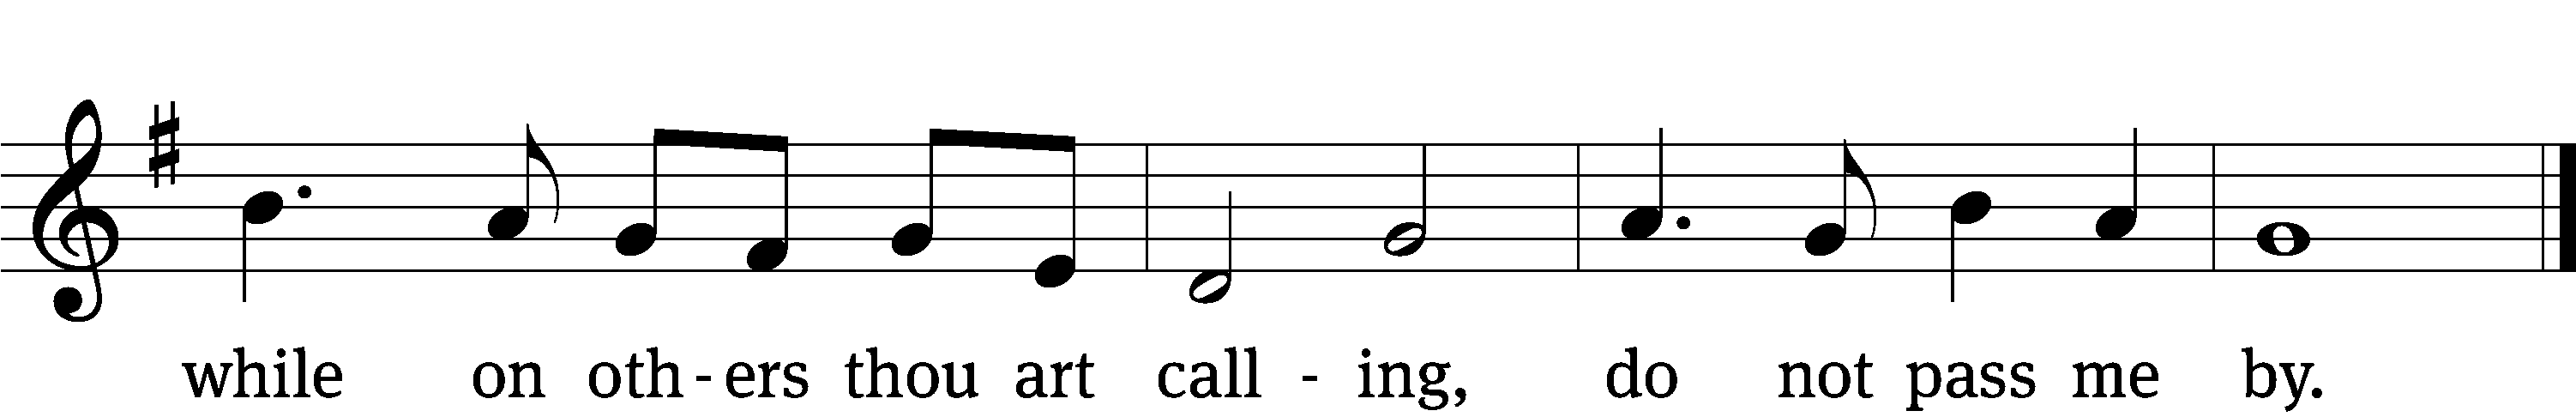 while on oth - ers thou art call - ing, do not pass me by.